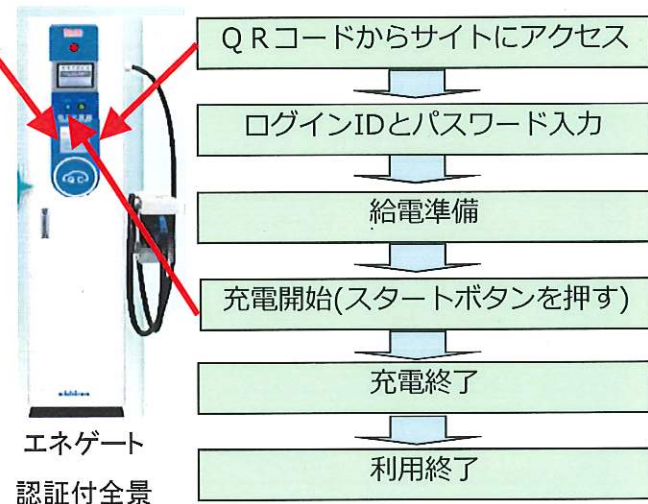 QRコードからサイトにアクセス
ログインIDとパスワード入力
給電準備
充電開始(スタートボタンを押す)
充電終了
利用終了
QC
エネゲート
認証付全景